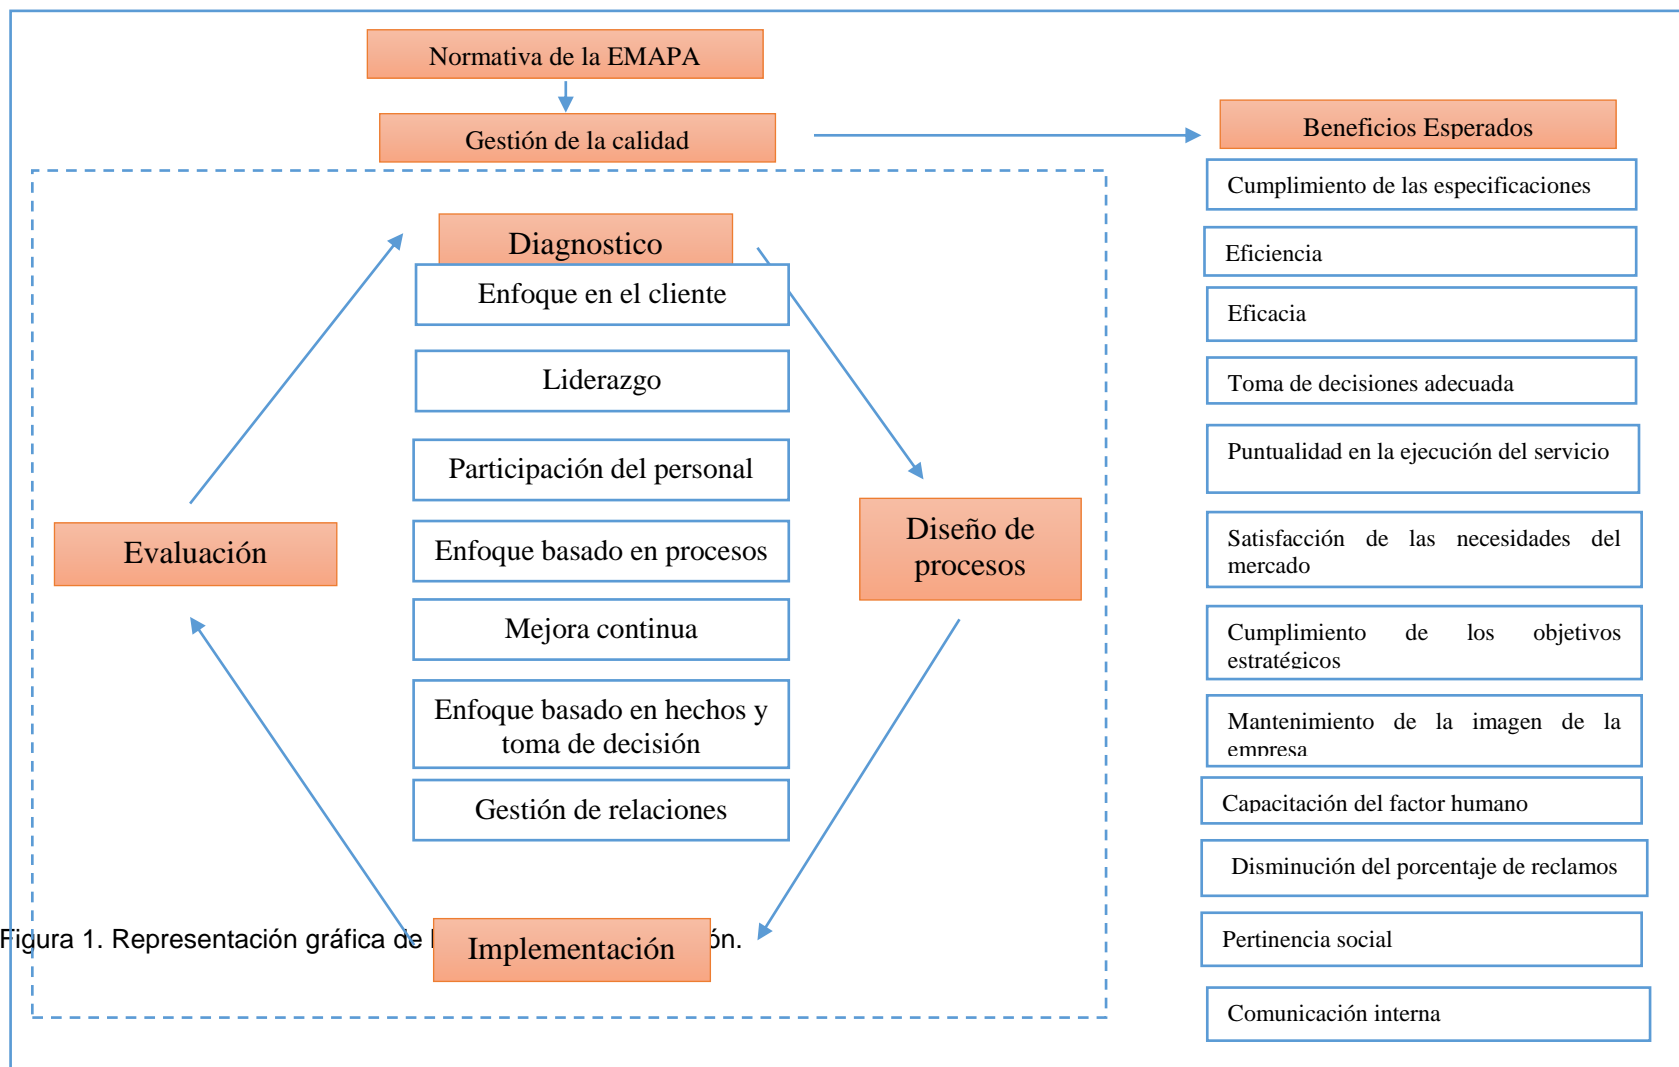 Normativa de la EMAPA
Gestión de la calidad
Diagnostico
Enfoque en el cliente
Liderazgo
Participación del personal
Enfoque basado en procesos
Mejora continua
Enfoque basado en hechos y
toma de decisión
Gestión de relaciones
Evaluación
Diseño de
procesos
Implementación
Figura 1. Representación gráfica de
Beneficios Esperados
Cumplimiento de las especificaciones
Eficiencia
Eficacia
Toma de decisiones adecuada
Puntualidad en la ejecución del servicio
Satisfacción de las necesidades del
mercado
Cumplimiento de los objetivos
estratégicos
Mantenimiento de la imagen de la
empresa
Capacitación del factor humano
Disminución del porcentaje de reclamos
Pertinencia social
Comunicación interna